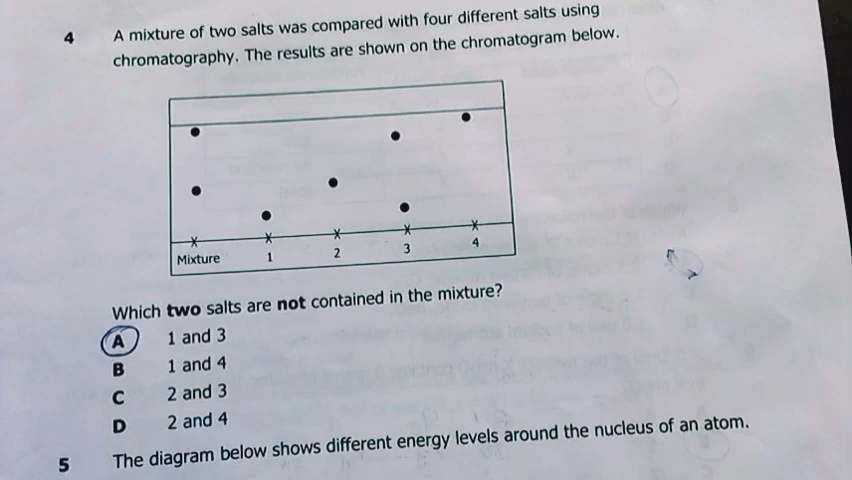 4 A mixture of two salts was compared with four different salts using
chromatography. The results are shown on the chromatogram below.
Mixture 1 2 3 4
Which two salts are not contained in the mixture?
A 1 and 3
B 1 and 4
C 2 and 3
D 2 and 4
5 The diagram below shows different energy levels around the nucleus of an atom.